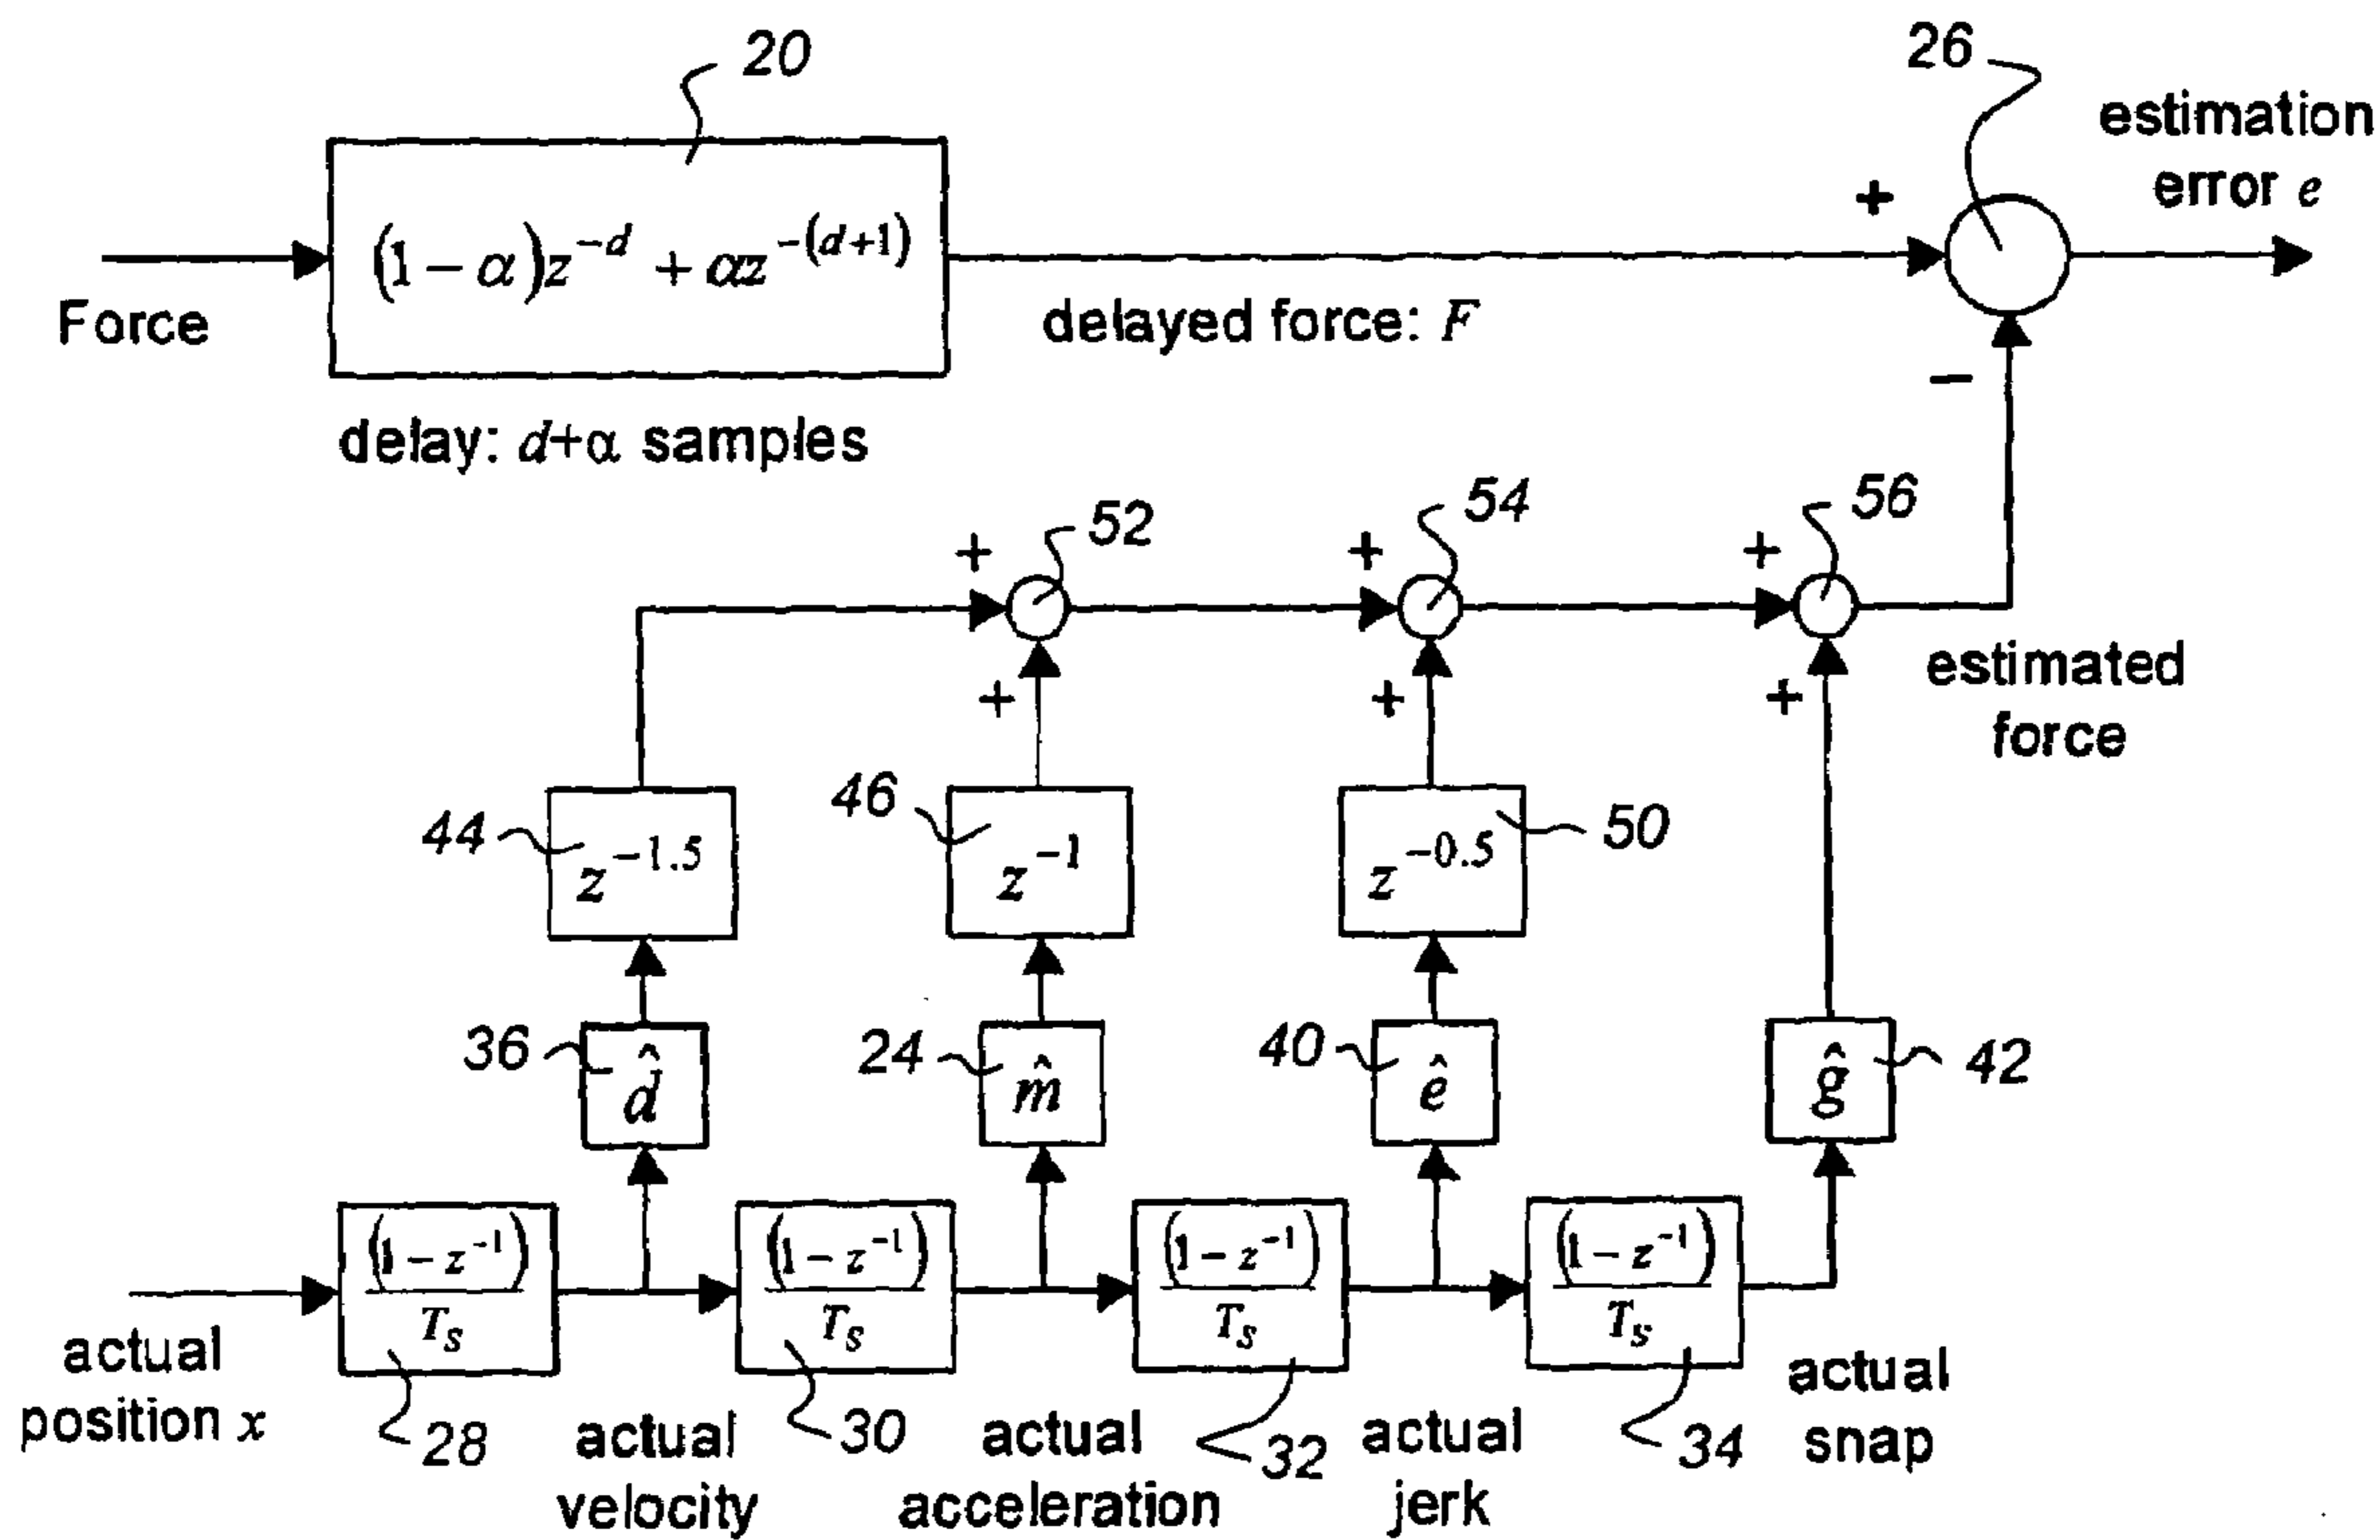 20
26
estimation
error e
+
(1-α)z^{-d} + αz^{-(d+1)}
Force
delayed force: F
−
delay: d+α samples
52
54
56
+
+
+
+
+
+
estimated
force
44
z^{-1.5}
46
z^{-1}
z^{-0.5}
50
36
d̂
24
m̂
40
ê
ĝ
42
(1-z^{-1})
T_S
(1-z^{-1})
T_S
(1-z^{-1})
T_S
(1-z^{-1})
T_S
actual
position x
28
actual
velocity
30
actual
acceleration
32
actual
jerk
34
actual
snap